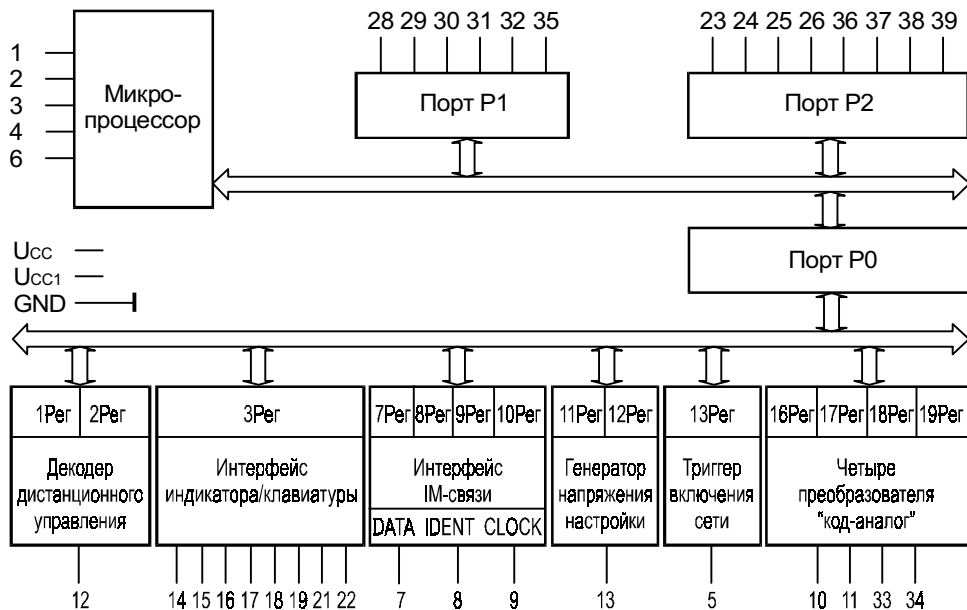 28 29 30 31 32 35
23 24 25 26 36 37 38 39
1
2
3
4
6
Микро-
процессор
Порт P1
Порт P2
Ucc
Ucc1
GND
Порт P0
1Рег 2Рег
3Рег
7Рег 8Рег 9Рег 10Рег
11Рег 12Рег
13Рег
16Рег 17Рег 18Рег 19Рег
Декодер
дистанционного
управления
Интерфейс
индикатора/клавиатуры
Интерфейс
IM-связи
DATA IDENT CLOCK
Генератор
напряжения
настройки
Триггер
включения
сети
Четыре
преобразователя
“код-аналог”
12
14 15 16 17 18 19 21 22
7 8 9
13
5
10 11 33 34